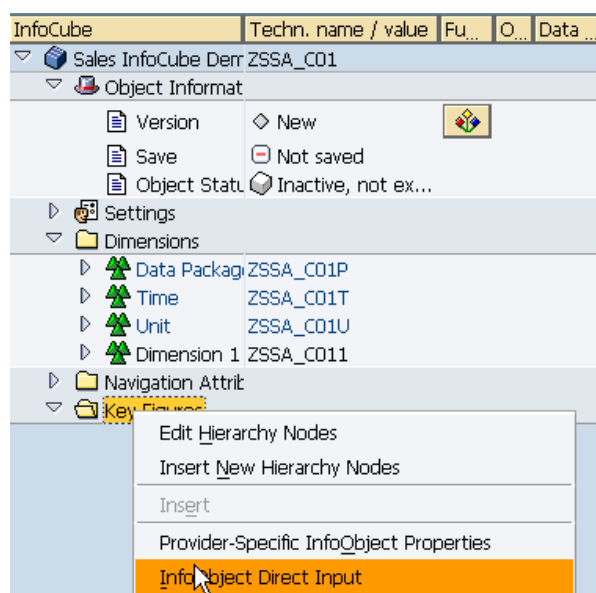 InfoCube Techn. name / value Fu... O... Data ...
Sales InfoCube Dem ZSSA_C01
Object Informat
Version New
Save Not saved
Object Statu Inactive, not ex...
Settings
Dimensions
Data Packag ZSSA_C01P
Time ZSSA_C01T
Unit ZSSA_C01U
Dimension 1 ZSSA_C011
Navigation Attrib
Key Figures
Edit Hierarchy Nodes
Insert New Hierarchy Nodes
Insert
Provider-Specific InfoObject Properties
InfoObject Direct Input